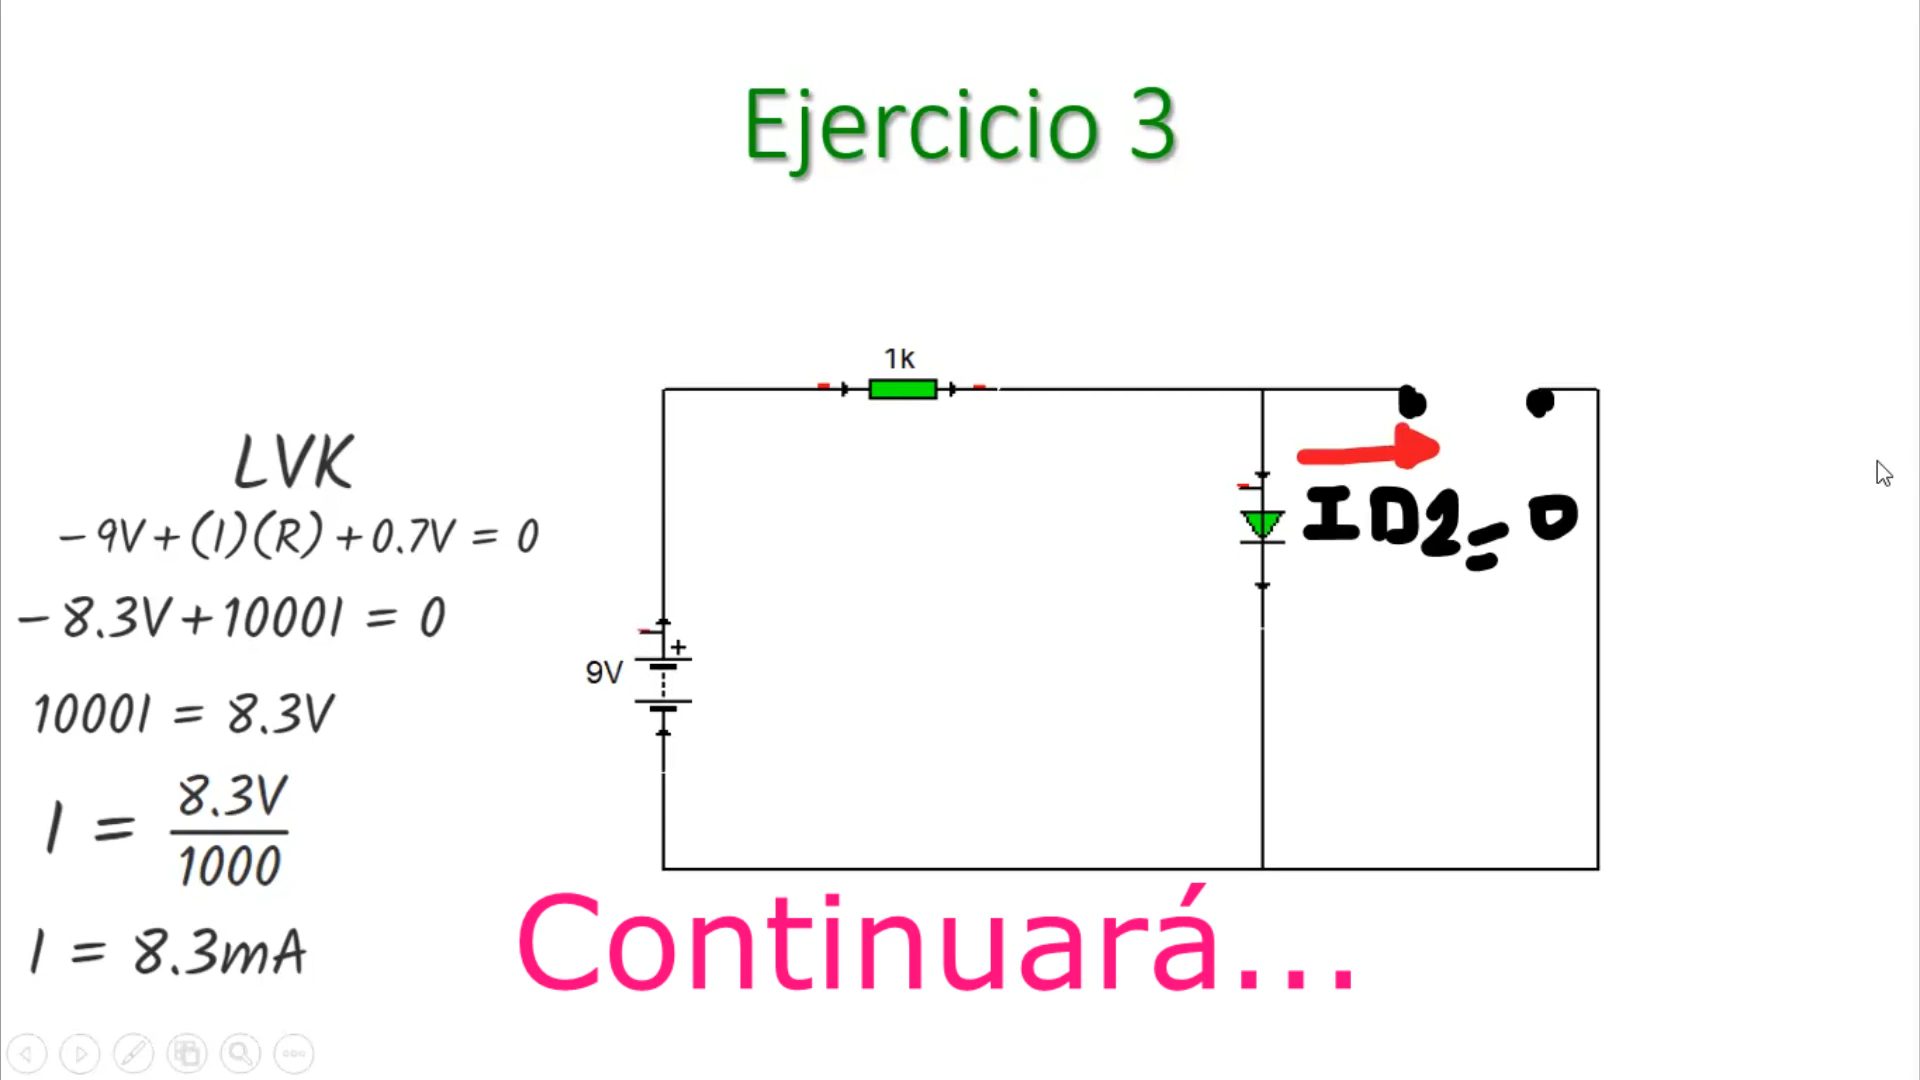 Ejercicio 3
1k
LVK
-9V+(I)(R)+0.7V = 0
-8.3V+1000I = 0
1000I = 8.3V
I = 8.3V/1000
I = 8.3mA
9V
+
ID2=0
Continuará...